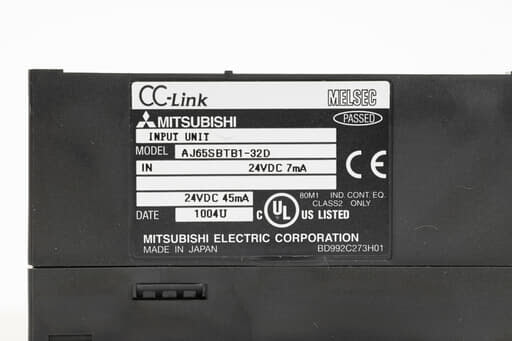 CC-Link MELSEC
MITSUBISHI PASSED
INPUT UNIT
MODEL AJ65SBTB1-32D
IN 24VDC 7mA
CE
24VDC 45mA 80M1 IND. CONT. EQ.
CLASS2 ONLY
DATE 1004U C UL US LISTED
MITSUBISHI ELECTRIC CORPORATION
MADE IN JAPAN BD992C273H01